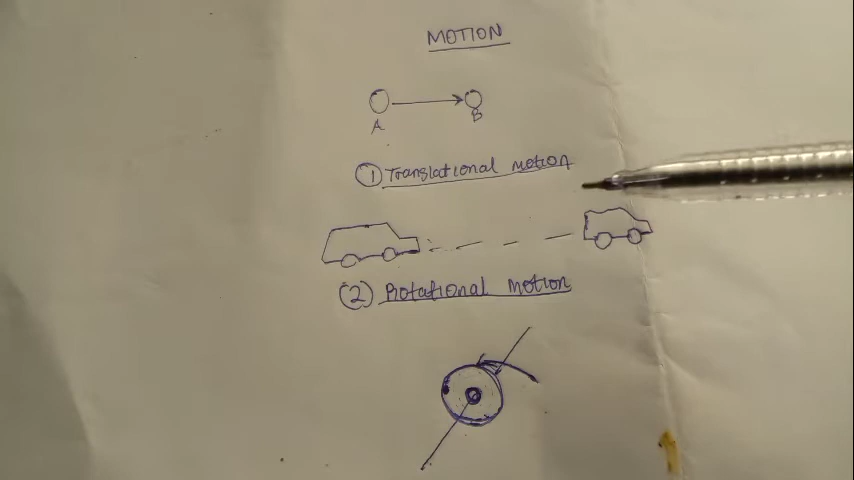 MOTION
A B
① Translational motion
(2) Rotational motion